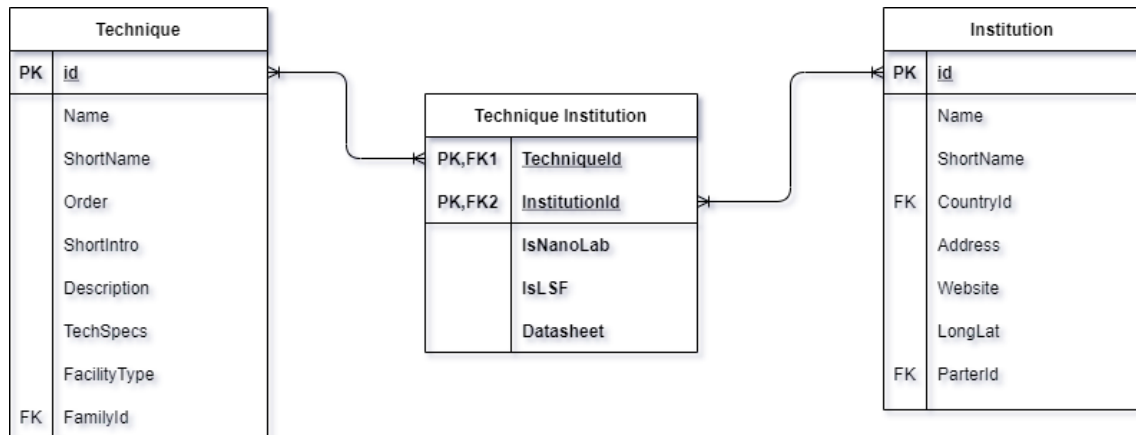 Technique
PK id
Name
ShortName
Order
ShortIntro
Description
TechSpecs
FacilityType
FK FamilyId
Technique Institution
PK,FK1 TechniqueId
PK,FK2 InstitutionId
IsNanoLab
IsLSF
Datasheet
Institution
PK id
Name
ShortName
FK CountryId
Address
Website
LongLat
FK ParterId